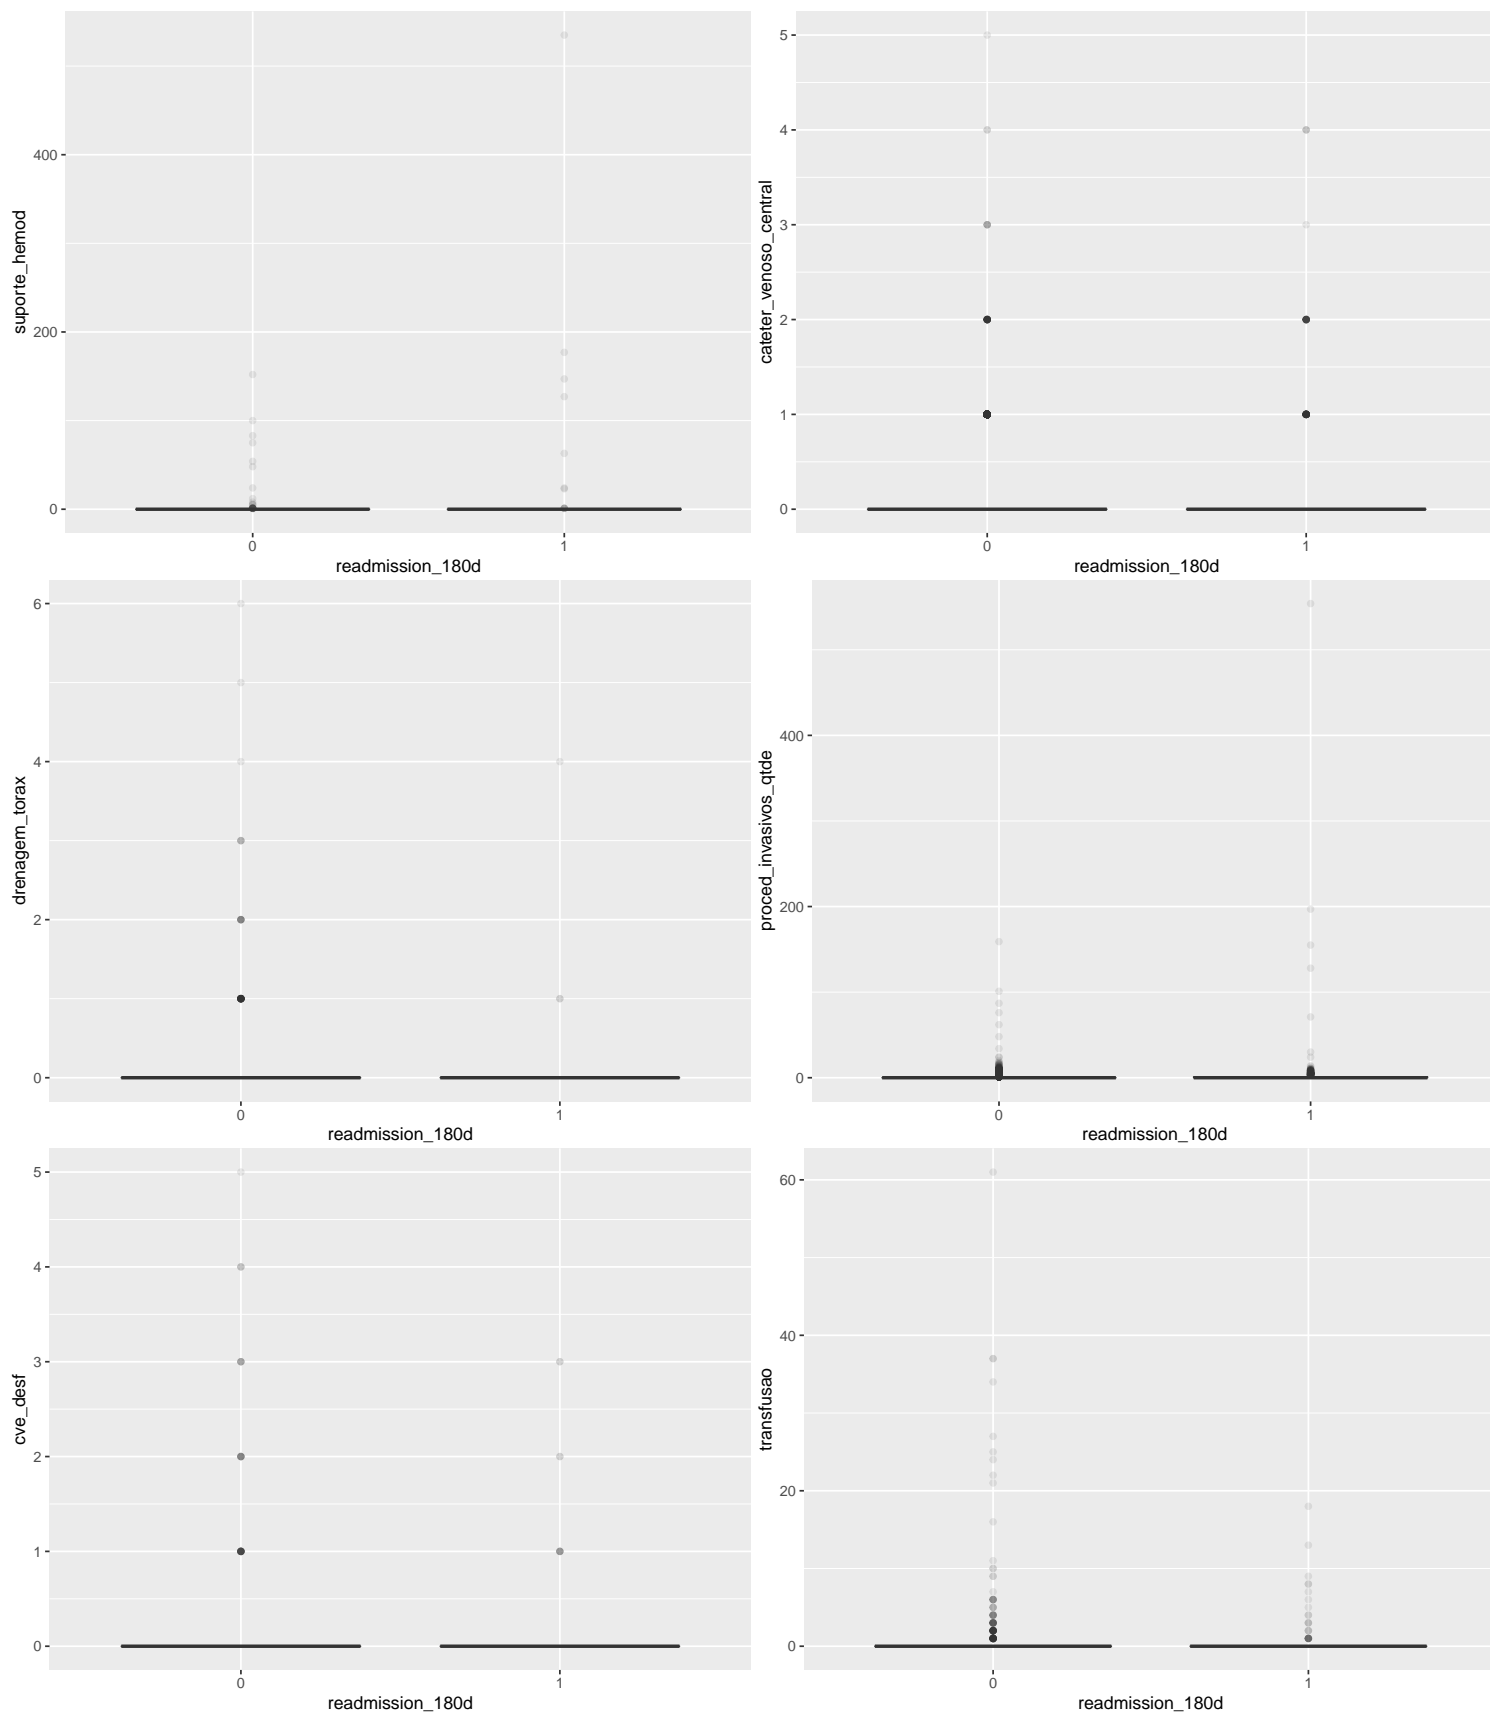 suporte_hemod
400
200
0
0 1
readmission_180d
cateter_venoso_central
5
4
3
2
1
0
0 1
readmission_180d
drenagem_torax
6
4
2
0
0 1
readmission_180d
proced_invasivos_qtde
400
200
0
0 1
readmission_180d
cve_desf
5
4
3
2
1
0
0 1
readmission_180d
transfusao
60
40
20
0
0 1
readmission_180d